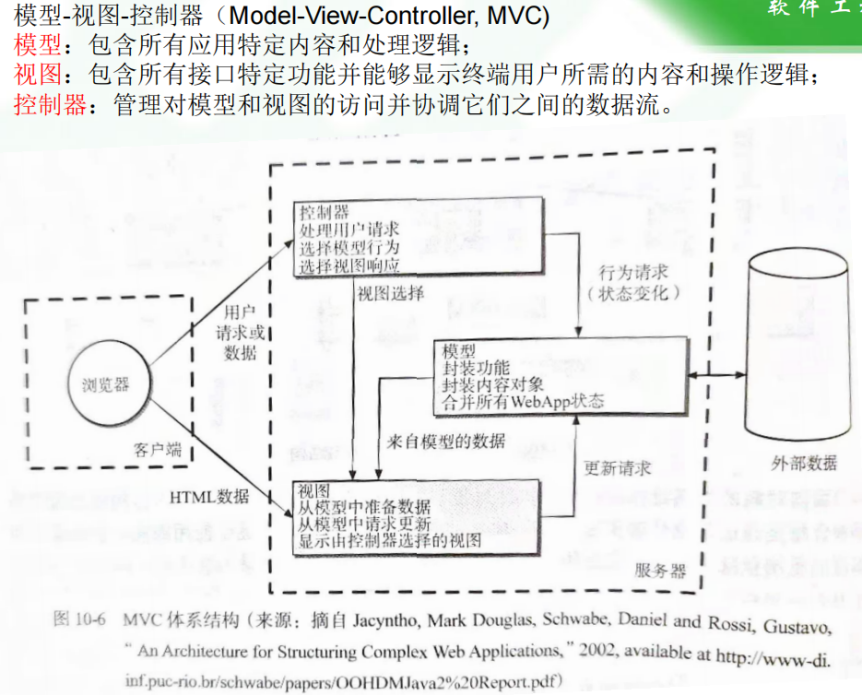 软件工
模型-视图-控制器（Model-View-Controller, MVC)
模型：包含所有应用特定内容和处理逻辑；
视图：包含所有接口特定功能并能够显示终端用户所需的内容和操作逻辑；
控制器：管理对模型和视图的访问并协调它们之间的数据流。
控制器
处理用户请求
选择模型行为
选择视图响应
行为请求
（状态变化）
视图选择
用户
请求或
数据
浏览器
客户端
模型
封装功能
封装内容对象
合并所有WebApp状态
来自模型的数据
更新请求
外部数据
HTML数据
视图
从模型中准备数据
从模型中请求更新
显示由控制器选择的视图
服务器
图 10-6 MVC 体系结构（来源：摘自 Jacyntho, Mark Douglas, Schwabe, Daniel and Rossi, Gustavo,
“ An Architecture for Structuring Complex Web Applications, ” 2002, available at http://www-di.
inf.puc-rio.br/schwabe/papers/OOHDMJava2%20Report.pdf）